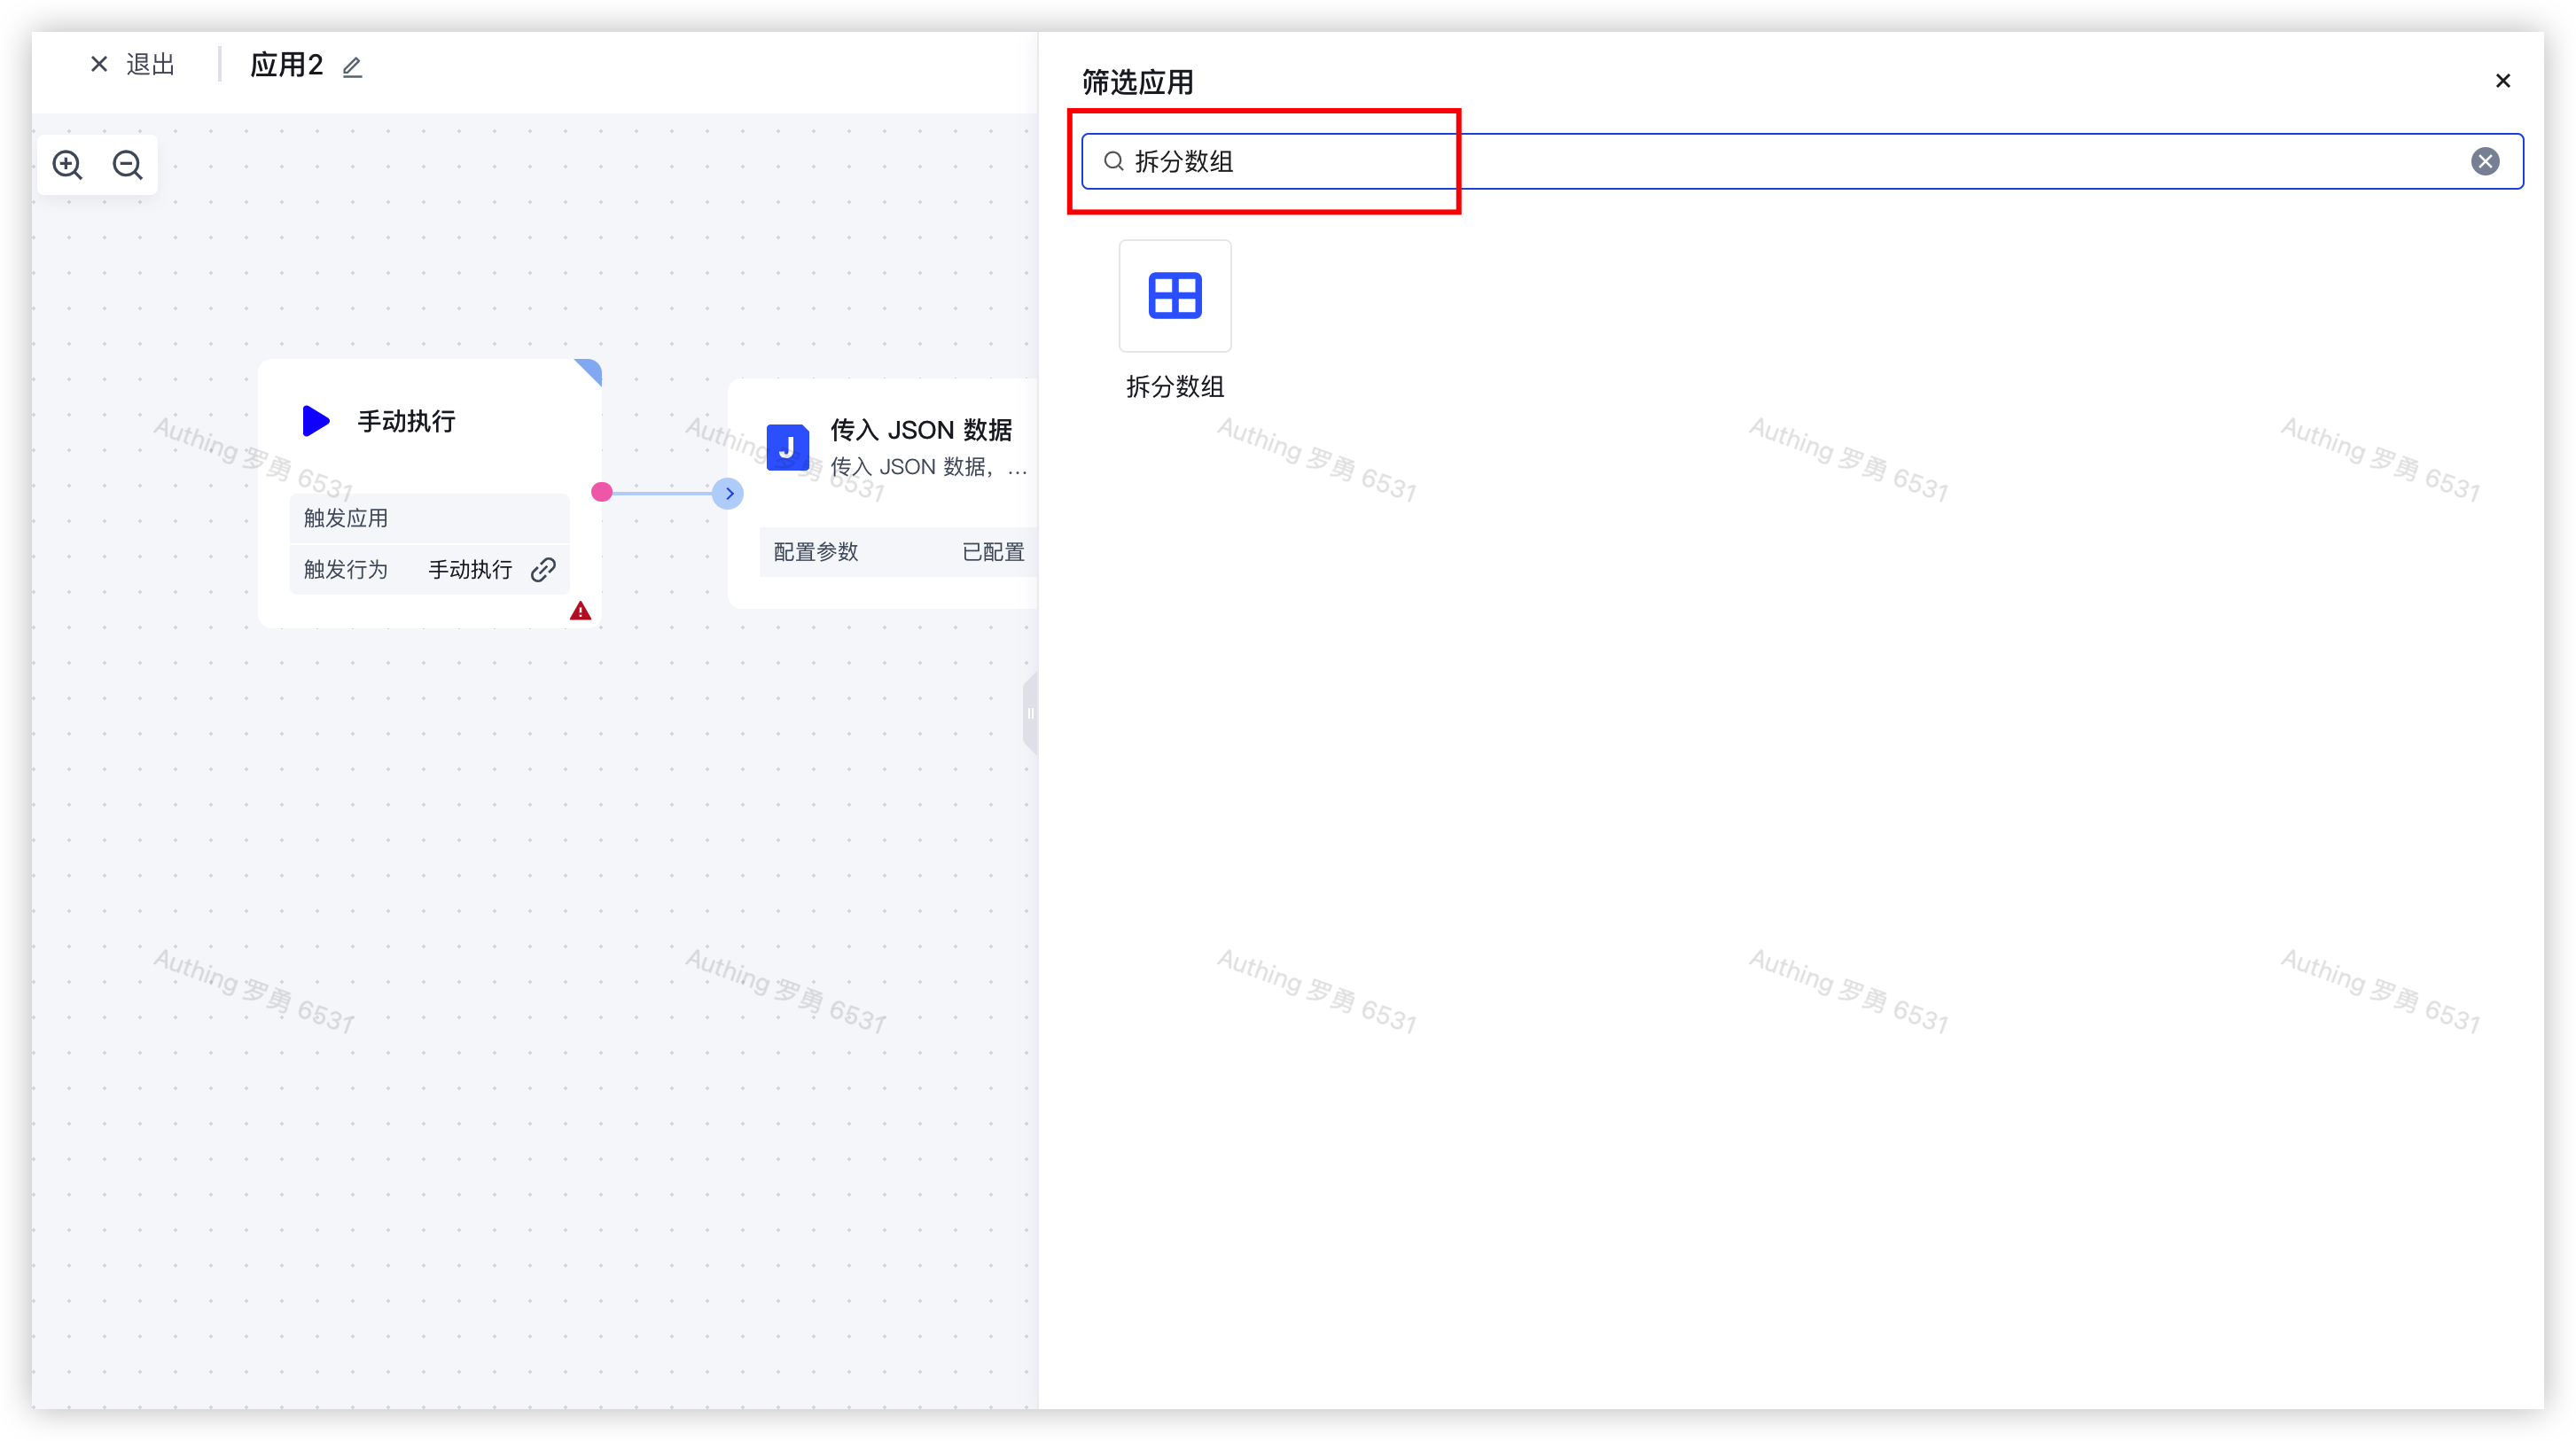 退出
应用2
筛选应用
拆分数组
拆分数组
手动执行
触发应用
触发行为 手动执行
传入 JSON 数据
传入 JSON 数据，...
配置参数 已配置
Authing 罗勇 6531
Authing 罗勇 6531
Authing 罗勇 6531
Authing 罗勇 6531
Authing 罗勇 6531
Authing 罗勇 6531
Authing 罗勇 6531
Authing 罗勇 6531
Authing 罗勇 6531
Authing 罗勇 6531